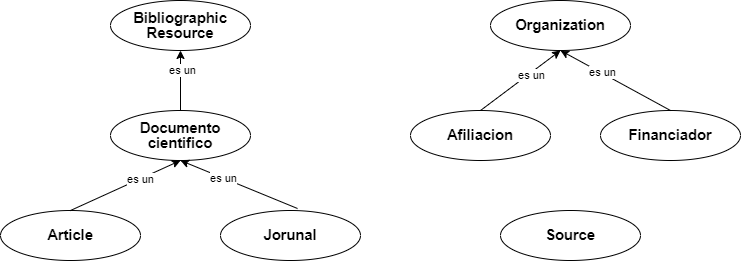 Bibliographic
Resource
es un
Documento
cientifico
es un
es un
Article
Jorunal
Organization
es un
es un
Afiliacion
Financiador
Source